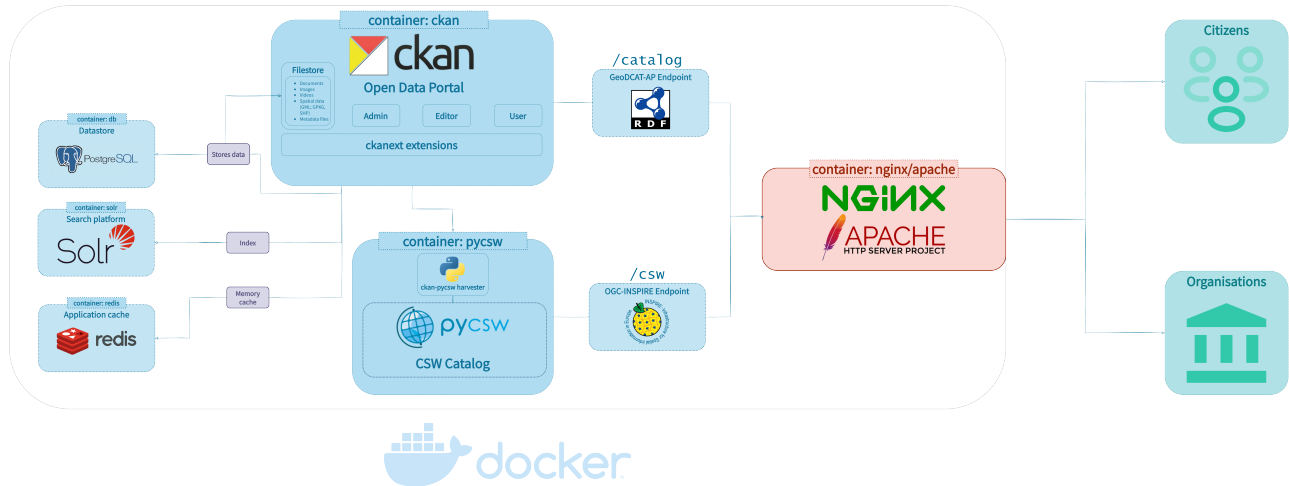 container: ckan
ckan
Open Data Portal
Filestore
• Documents
• Images
• Videos
• Spatial data
(GML, GPKG,
SHP)
• Metadata files
Admin
Editor
User
ckanext extensions
container: db
Datastore
PostgreSQL
Stores data
container: solr
Search platform
Solr
Index
container: redis
Application cache
redis
Memory
cache
container: pycsw
ckan-pycsw harvester
pycsw
CSW Catalog
/catalog
GeoDCAT-AP Endpoint
RDF
/csw
OGC-INSPIRE Endpoint
container: nginx/apache
NGINX
APACHE
HTTP SERVER PROJECT
Citizens
Organisations
docker